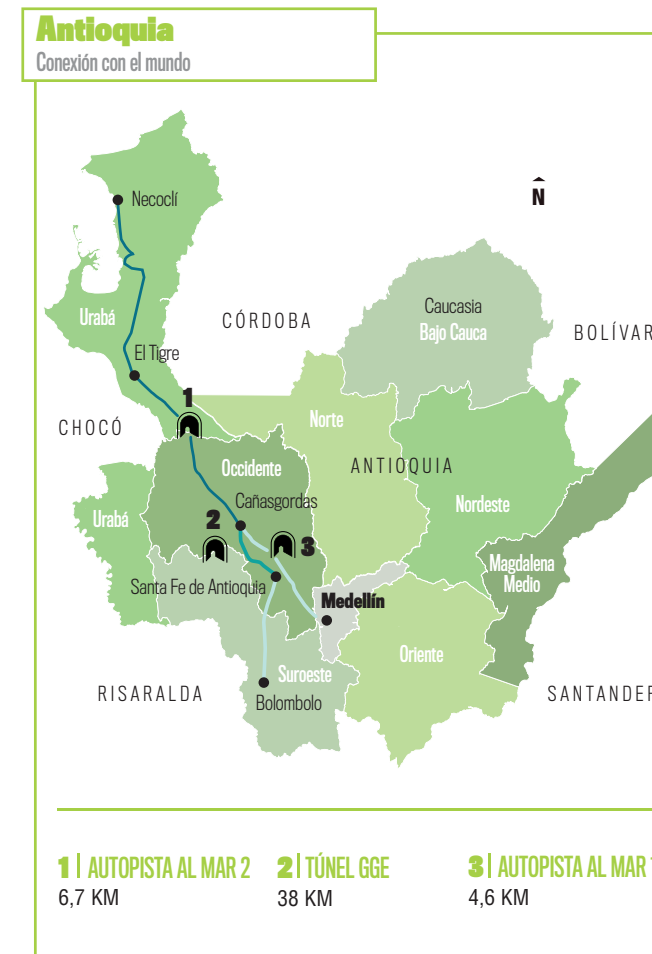 Antioquia
Conexión con el mundo
N
Necoclí
Caucasia
Bajo Cauca
Urabá
CÓRDOBA
BOLÍVAR
El Tigre
1
CHOCÓ
Norte
Occidente
ANTIOQUIA
Cañasgordas
Nordeste
Urabá
2
3
Magdalena
Medio
Santa Fe de Antioquia
Medellín
Oriente
Suroeste
RISARALDA
Bolombolo
SANTANDER
1 | AUTOPISTA AL MAR 2
6,7 KM
2 | TÚNEL GGE
38 KM
3 | AUTOPISTA AL MAR 1
4,6 KM